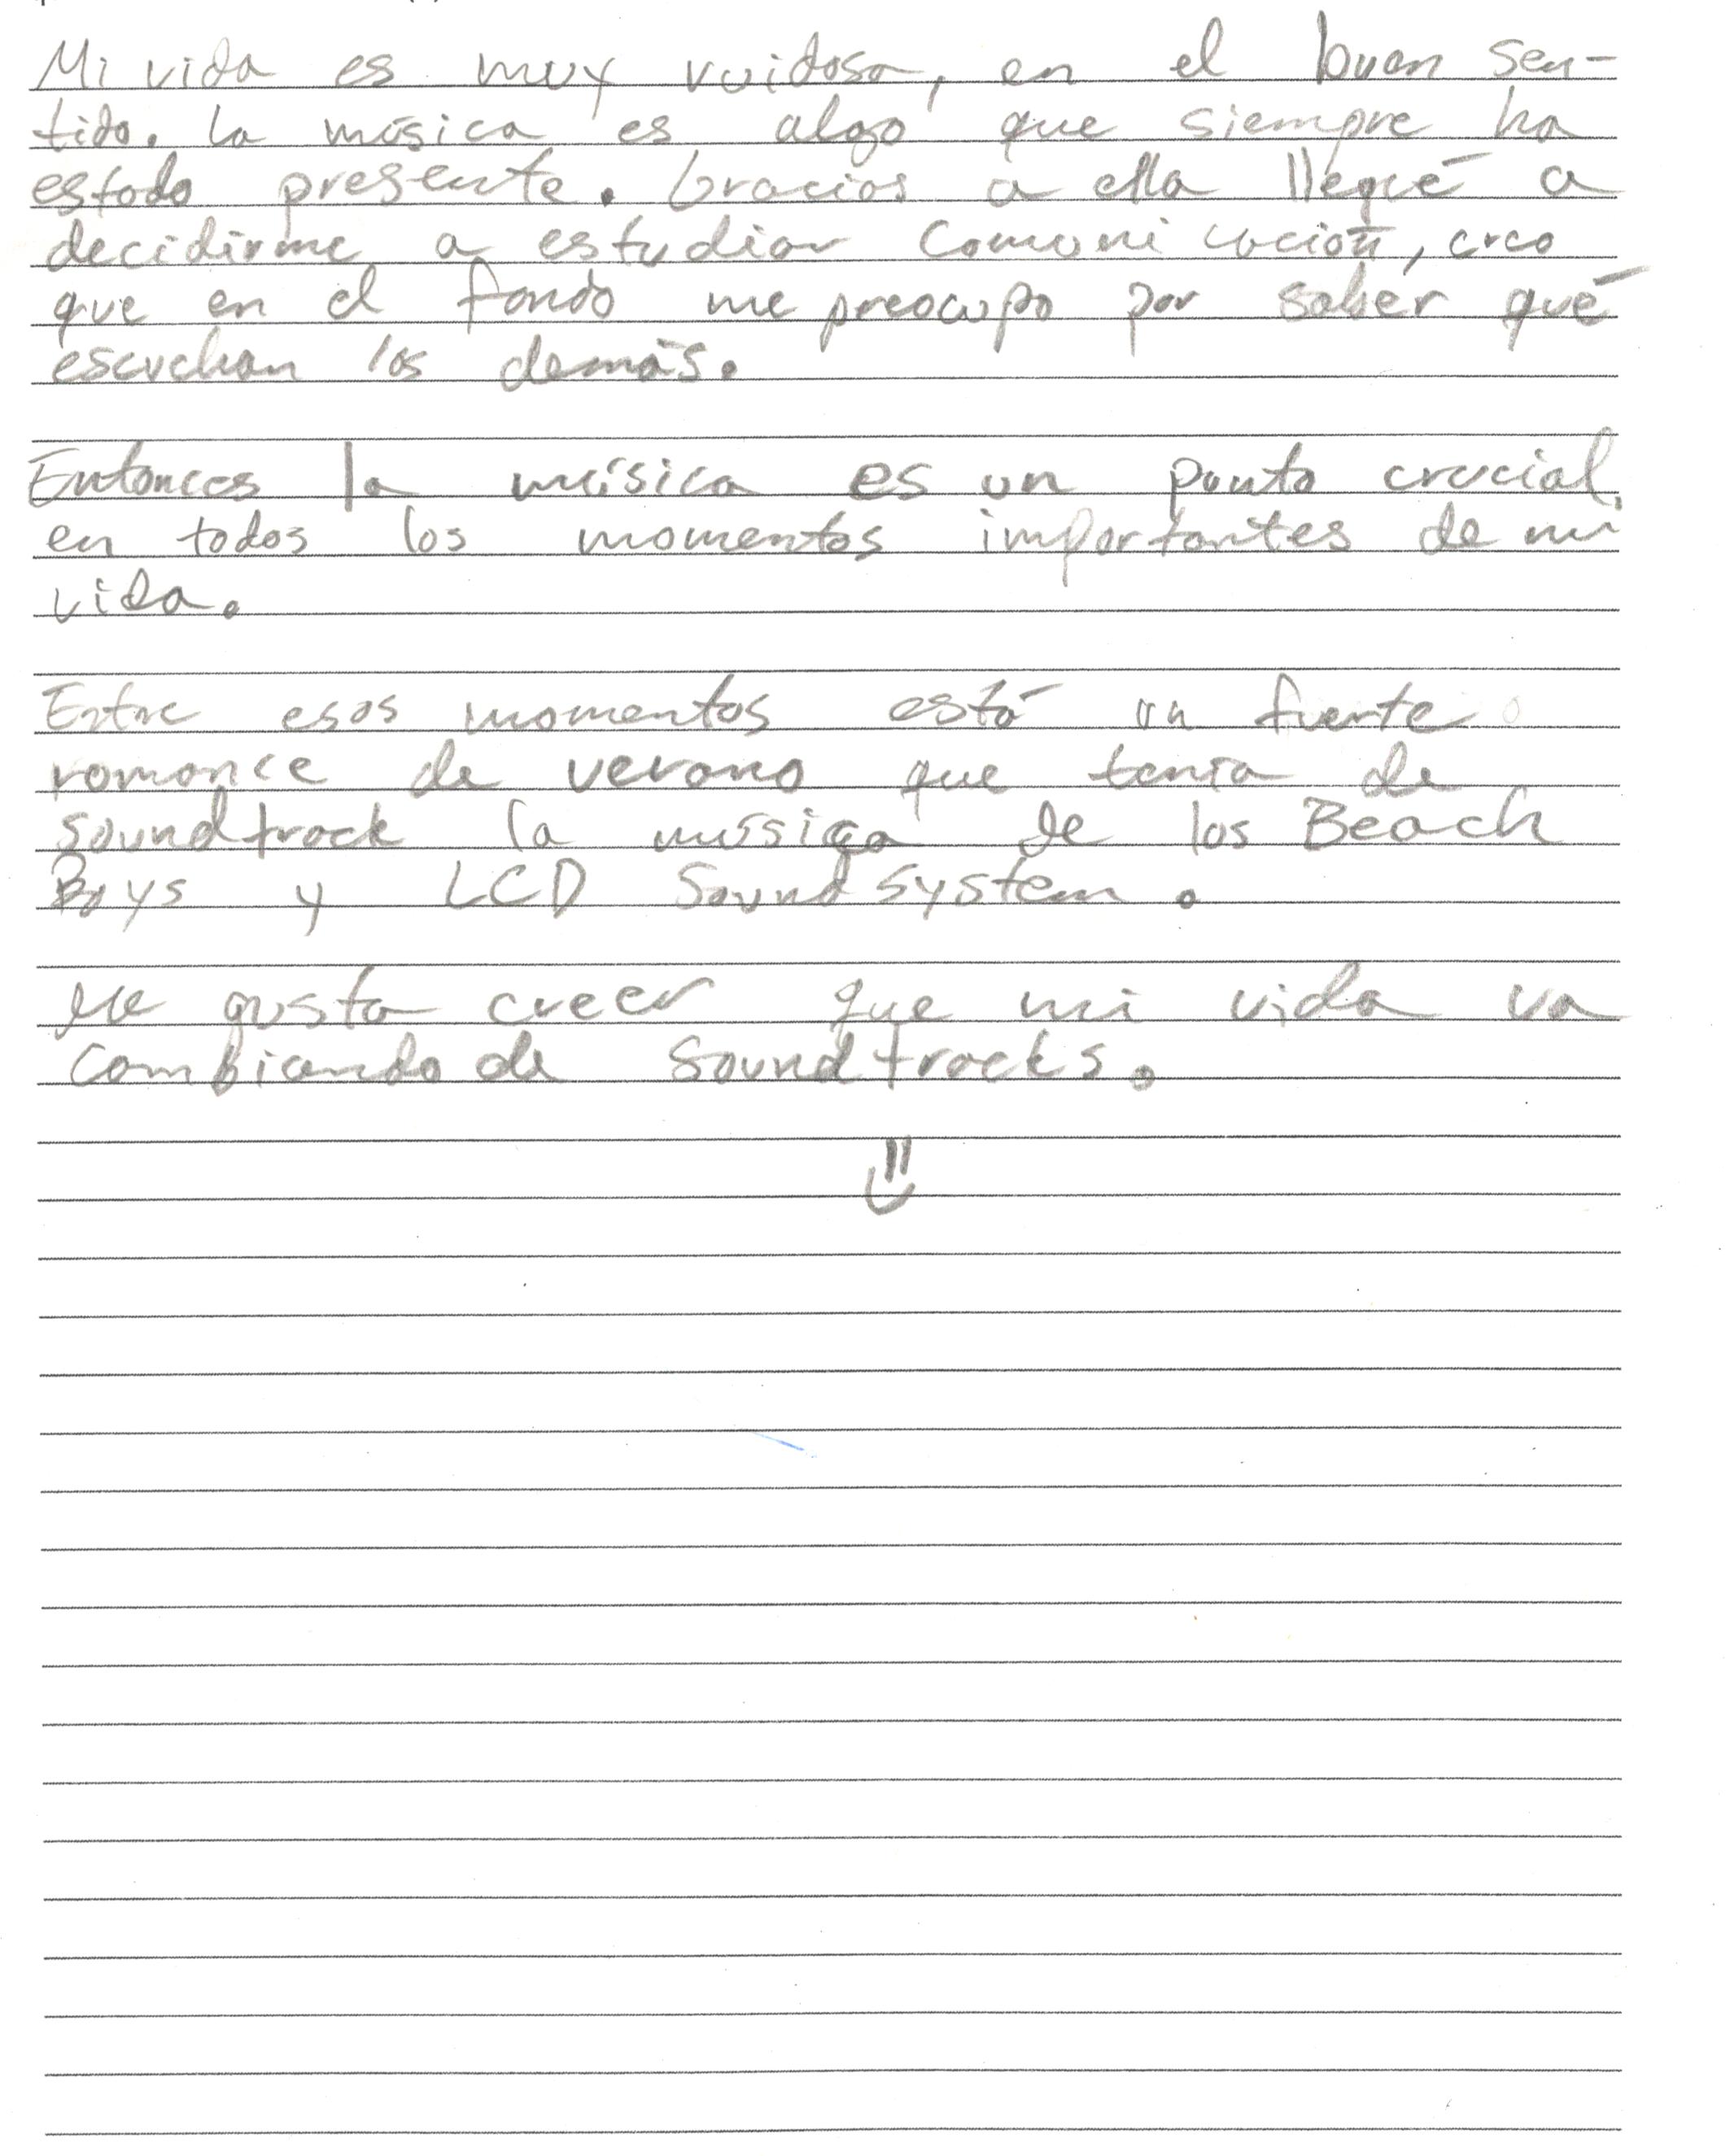 Mi vida es muy ruidosa, en el buen sen-
tido. La música es algo que siempre ha
estado presente. Gracias a ella llegué a
decidirme a estudiar Comunicación, creo
que en el fondo me preocupo por saber qué
escuchan los demás.
Entonces la música es un punto crucial,
en todos los momentos importantes de mi
vida.
Entre esos momentos está un fuerte
romance de verano que tenía de
soundtrack la música de los Beach
Boys y LCD Soundsystem.
Me gusta creer que mi vida va
cambiando de soundtracks.